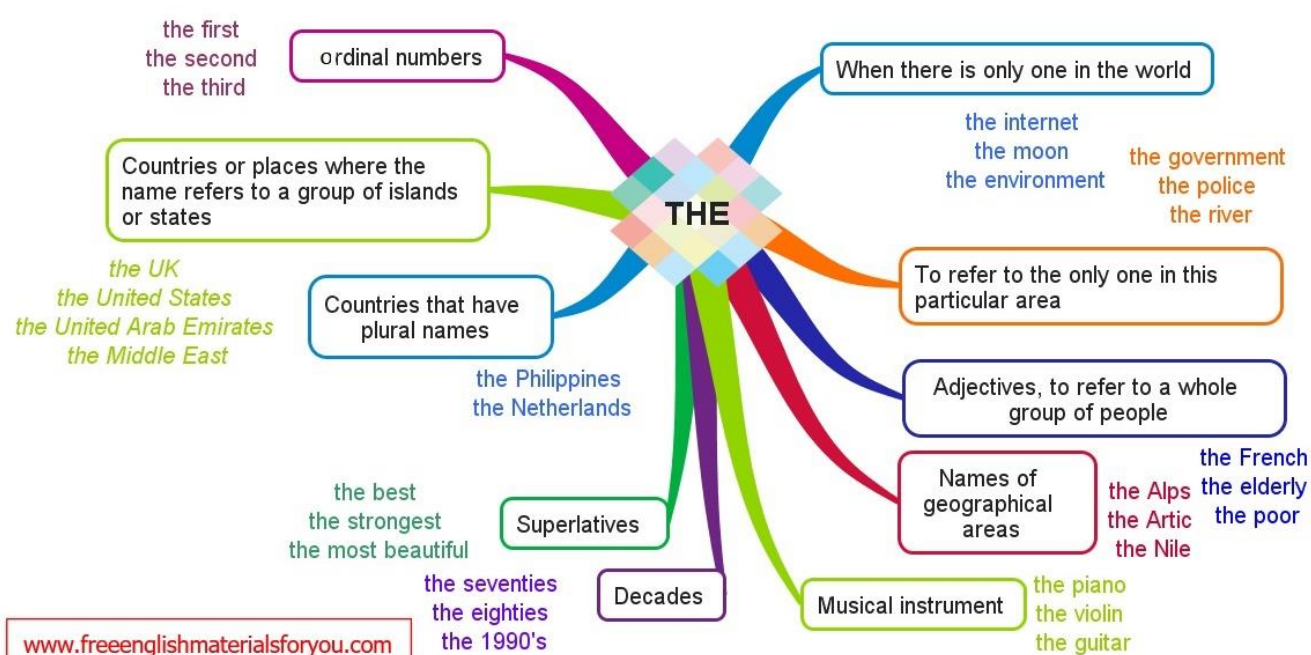 the first
the second
the third
ordinal numbers
Countries or places where the
name refers to a group of islands
or states
the UK
the United States
the United Arab Emirates
the Middle East
Countries that have
plural names
the Philippines
the Netherlands
the best
the strongest
the most beautiful
Superlatives
the seventies
the eighties
the 1990's
Decades
THE
When there is only one in the world
the internet
the moon
the environment
the government
the police
the river
To refer to the only one in this
particular area
Adjectives, to refer to a whole
group of people
the French
the elderly
the poor
Names of
geographical
areas
the Alps
the Artic
the Nile
Musical instrument
the piano
the violin
the guitar
www.freeenglishmaterialsforyou.com